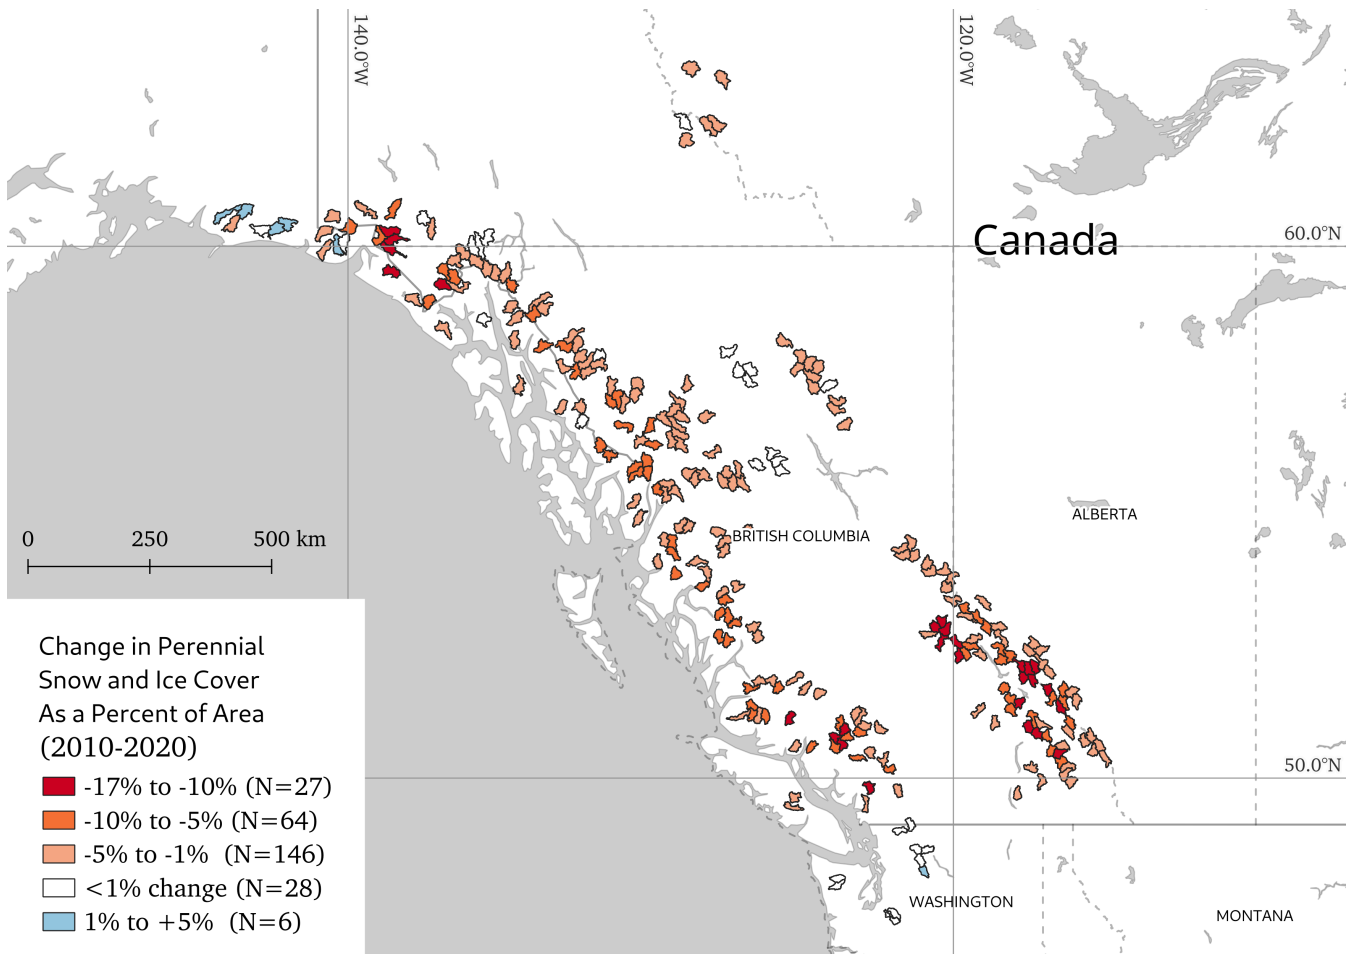 140.0°W
120.0°W
60.0°N
Canada
ALBERTA
BRITISH COLUMBIA
0 250 500 km
50.0°N
WASHINGTON
MONTANA
Change in Perennial
Snow and Ice Cover
As a Percent of Area
(2010-2020)
-17% to -10% (N=27)
-10% to -5% (N=64)
-5% to -1% (N=146)
<1% change (N=28)
1% to +5% (N=6)